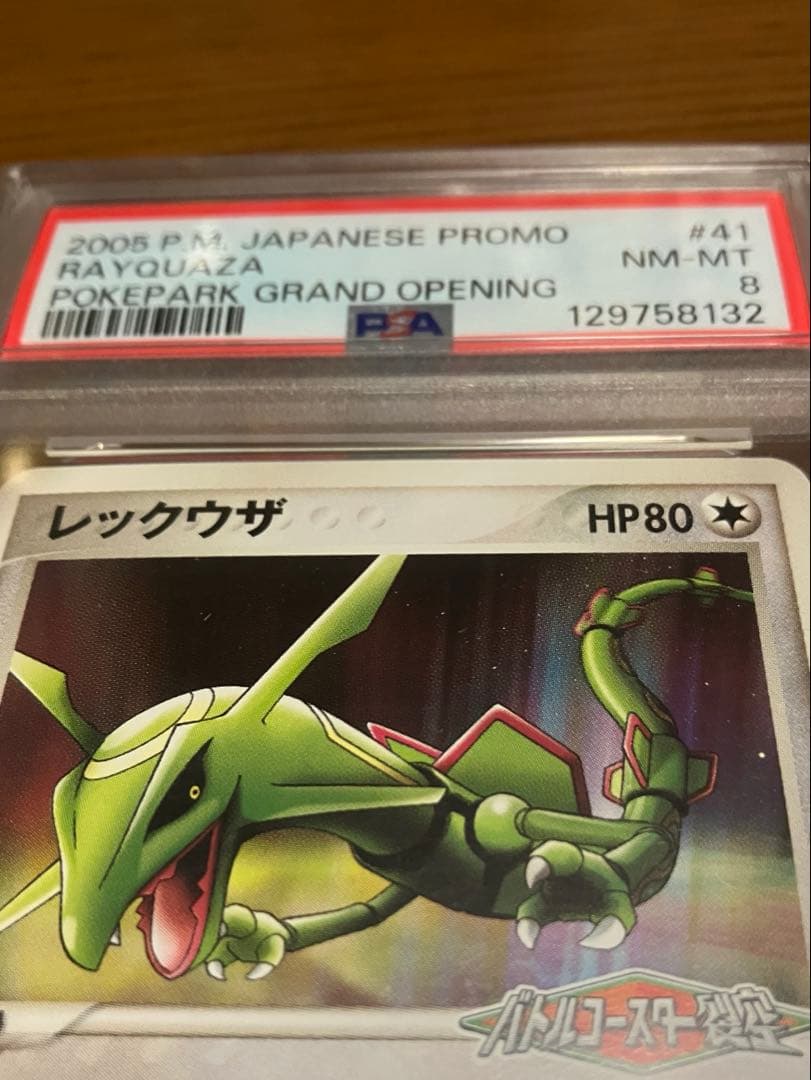 2005 P.M. JAPANESE PROMO #41
RAYQUAZA NM-MT
POKEPARK GRAND OPENING 8
PSA 129758132
レックウザ HP80
バトルコースター裂空